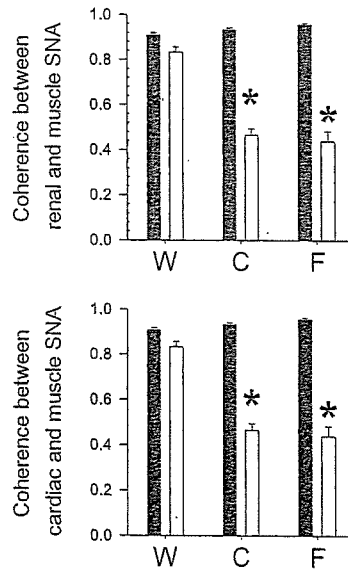 Coherence between
renal and muscle SNA
1.0
0.8
0.6
0.4
0.2
0.0
*
*
W C F
Coherence between
cardiac and muscle SNA
1.0
0.8
0.6
0.4
0.2
0.0
*
*
W C F